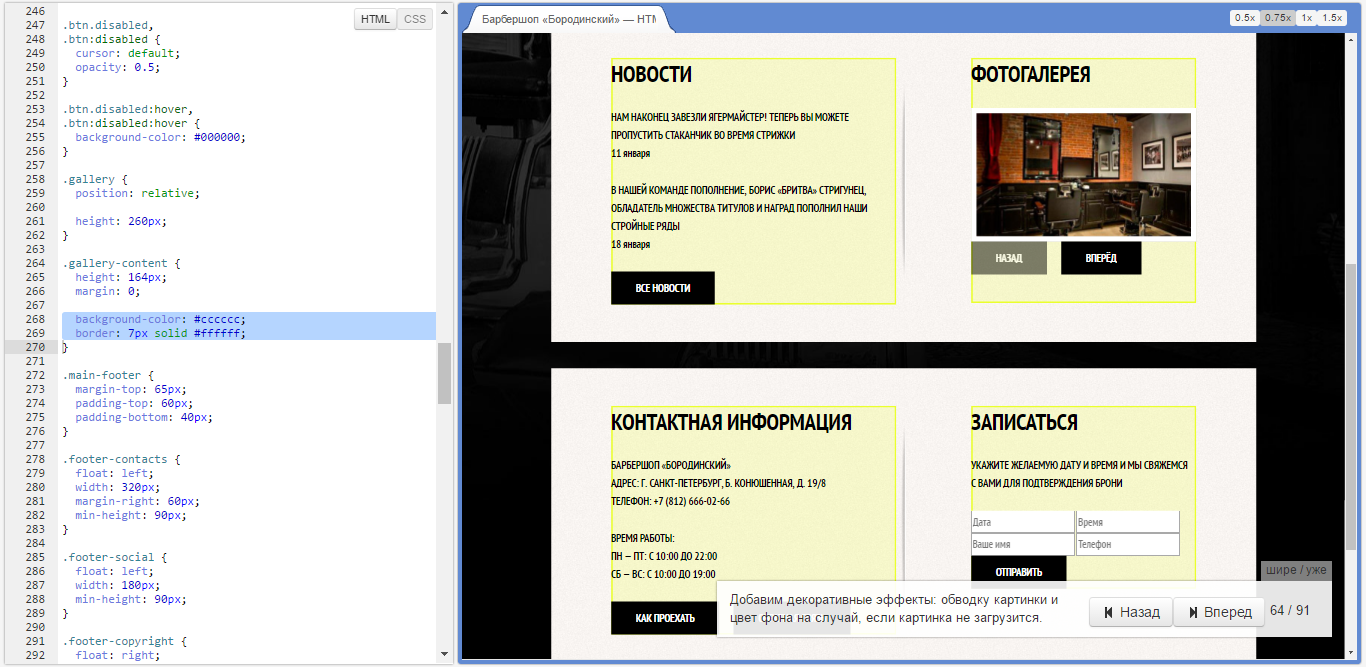 HTML CSS
246
247 .btn.disabled,
248 .btn:disabled {
249 cursor: default;
250 opacity: 0.5;
251 }
252
253 .btn.disabled:hover,
254 .btn:disabled:hover {
255 background-color: #000000;
256 }
257
258 .gallery {
259 position: relative;
260
261 height: 260px;
262 }
263
264 .gallery-content {
265 height: 164px;
266 margin: 0;
267
268 background-color: #cccccc;
269 border: 7px solid #ffffff;
270 }
271
272 .main-footer {
273 margin-top: 65px;
274 padding-top: 60px;
275 padding-bottom: 40px;
276 }
277
278 .footer-contacts {
279 float: left;
280 width: 320px;
281 margin-right: 60px;
282 min-height: 90px;
283 }
284
285 .footer-social {
286 float: left;
287 width: 180px;
288 min-height: 90px;
289 }
290
291 .footer-copyright {
292 float: right;
Барбершоп «Бородинский» — HTM
0.5x 0.75x 1x 1.5x
НОВОСТИ
НАМ НАКОНЕЦ ЗАВЕЗЛИ ЯГЕРМАЙСТЕР! ТЕПЕРЬ ВЫ МОЖЕТЕ
ПРОПУСТИТЬ СТАКАНЧИК ВО ВРЕМЯ СТРИЖКИ
11 января
В НАШЕЙ КОМАНДЕ ПОПОЛНЕНИЕ, БОРИС «БРИТВА» СТРИГУНЕЦ,
ОБЛАДАТЕЛЬ МНОЖЕСТВА ТИТУЛОВ И НАГРАД ПОПОЛНИЛ НАШИ
СТРОЙНЫЕ РЯДЫ
18 января
ВСЕ НОВОСТИ
ФОТОГАЛЕРЕЯ
НАЗАД ВПЕРЁД
КОНТАКТНАЯ ИНФОРМАЦИЯ
БАРБЕРШОП «БОРОДИНСКИЙ»
АДРЕС: Г. САНКТ-ПЕТЕРБУРГ, Б. КОНЮШЕННАЯ, Д. 19/8
ТЕЛЕФОН: +7 (812) 666-02-66
ВРЕМЯ РАБОТЫ:
ПН – ПТ: С 10:00 ДО 22:00
СБ – ВС: С 10:00 ДО 19:00
КАК ПРОЕХАТЬ
ЗАПИСАТЬСЯ
УКАЖИТЕ ЖЕЛАЕМУЮ ДАТУ И ВРЕМЯ И МЫ СВЯЖЕМСЯ
С ВАМИ ДЛЯ ПОДТВЕРЖДЕНИЯ БРОНИ
Дата Время
Ваше имя Телефон
ОТПРАВИТЬ
шире / уже
Добавим декоративные эффекты: обводку картинки и
цвет фона на случай, если картинка не загрузится.
Назад Вперед 64 / 91